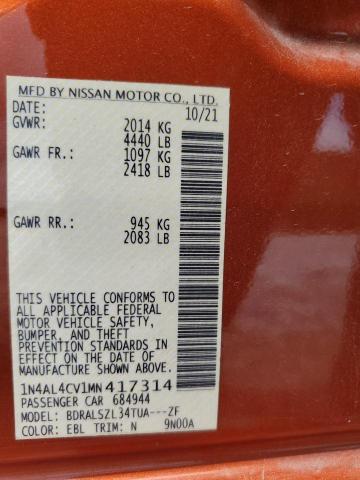 MFD BY NISSAN MOTOR CO., LTD.
DATE: 10/21
GVWR: 2014 KG
4440 LB
GAWR FR.: 1097 KG
2418 LB
GAWR RR.: 945 KG
2083 LB
THIS VEHICLE CONFORMS TO
ALL APPLICABLE FEDERAL
MOTOR VEHICLE SAFETY,
BUMPER, AND THEFT
PREVENTION STANDARDS IN
EFFECT ON THE DATE OF
MANUFACTURE SHOWN ABOVE.
1N4AL4CV1MN417314
PASSENGER CAR 684944
MODEL: BDRALSZL34TUA---ZF
COLOR: EBL TRIM: N 9N00A